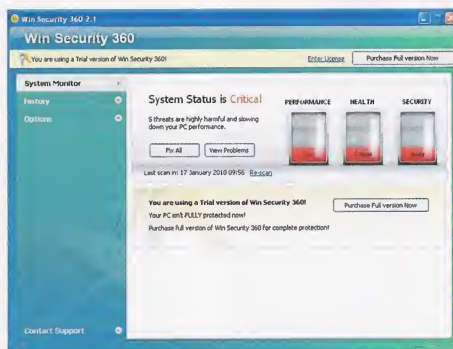 Win Security 360 2.1
Win Security 360
You are using a Trial version of Win Security 360!
Enter License
Purchase Full version Now
System Monitor
History
Options
System Status is Critical
5 threats are highly harmful and slowing
down your PC performance.
Fix All
View Problems
PERFORMANCE
HEALTH
SECURITY
Critical
Last scan in: 17 January 2010 09:56 Re-scan
You are using a Trial version of Win Security 360!
Your PC isn't FULLY protected now!
Purchase full version of Win Security 360 for complete protection!
Purchase Full version Now
Contact Support